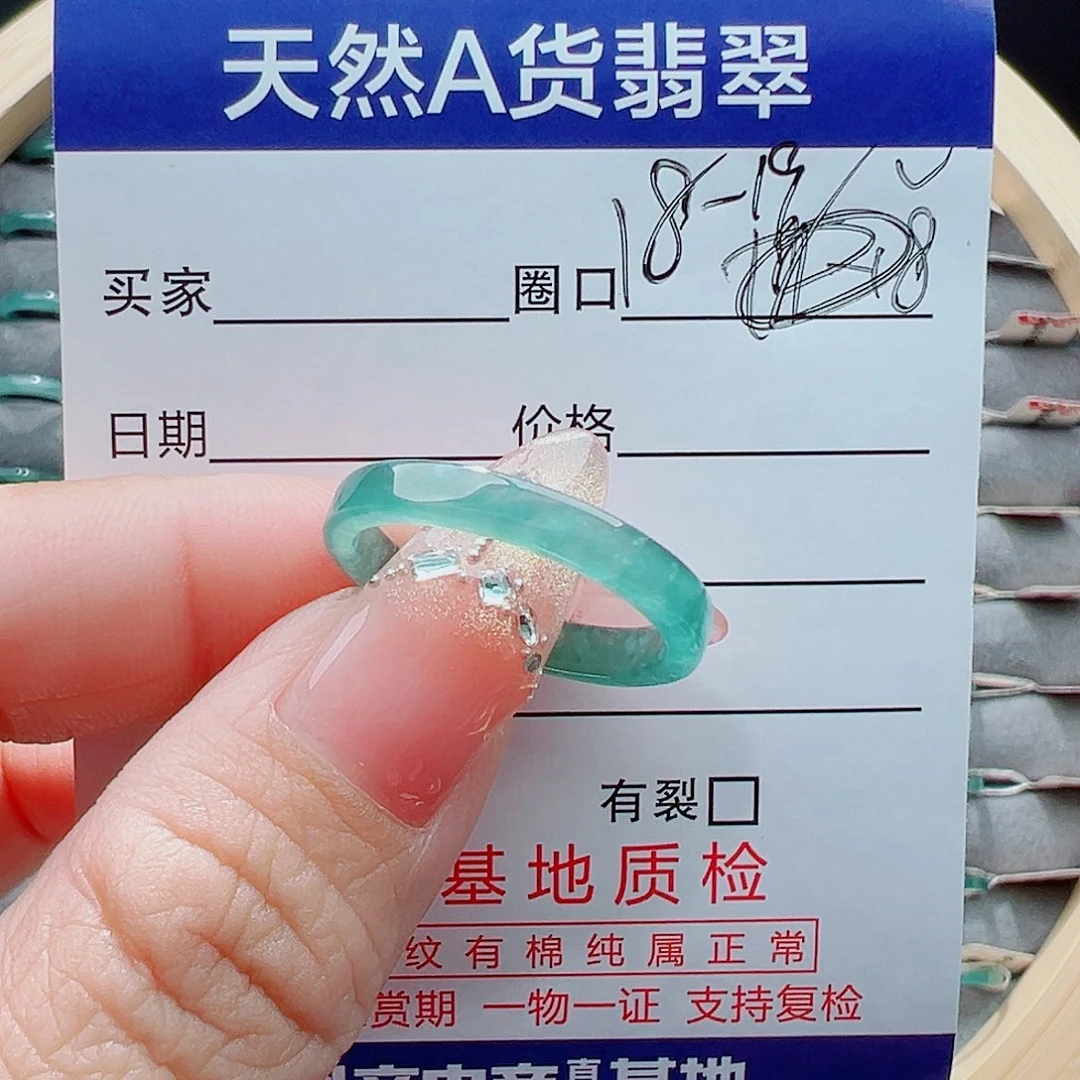 天然A货翡翠
买家 圈口 18-19
日期 价格
有裂
基地质检
纹有棉纯属正常
赏期 一物一证 支持复检
基地